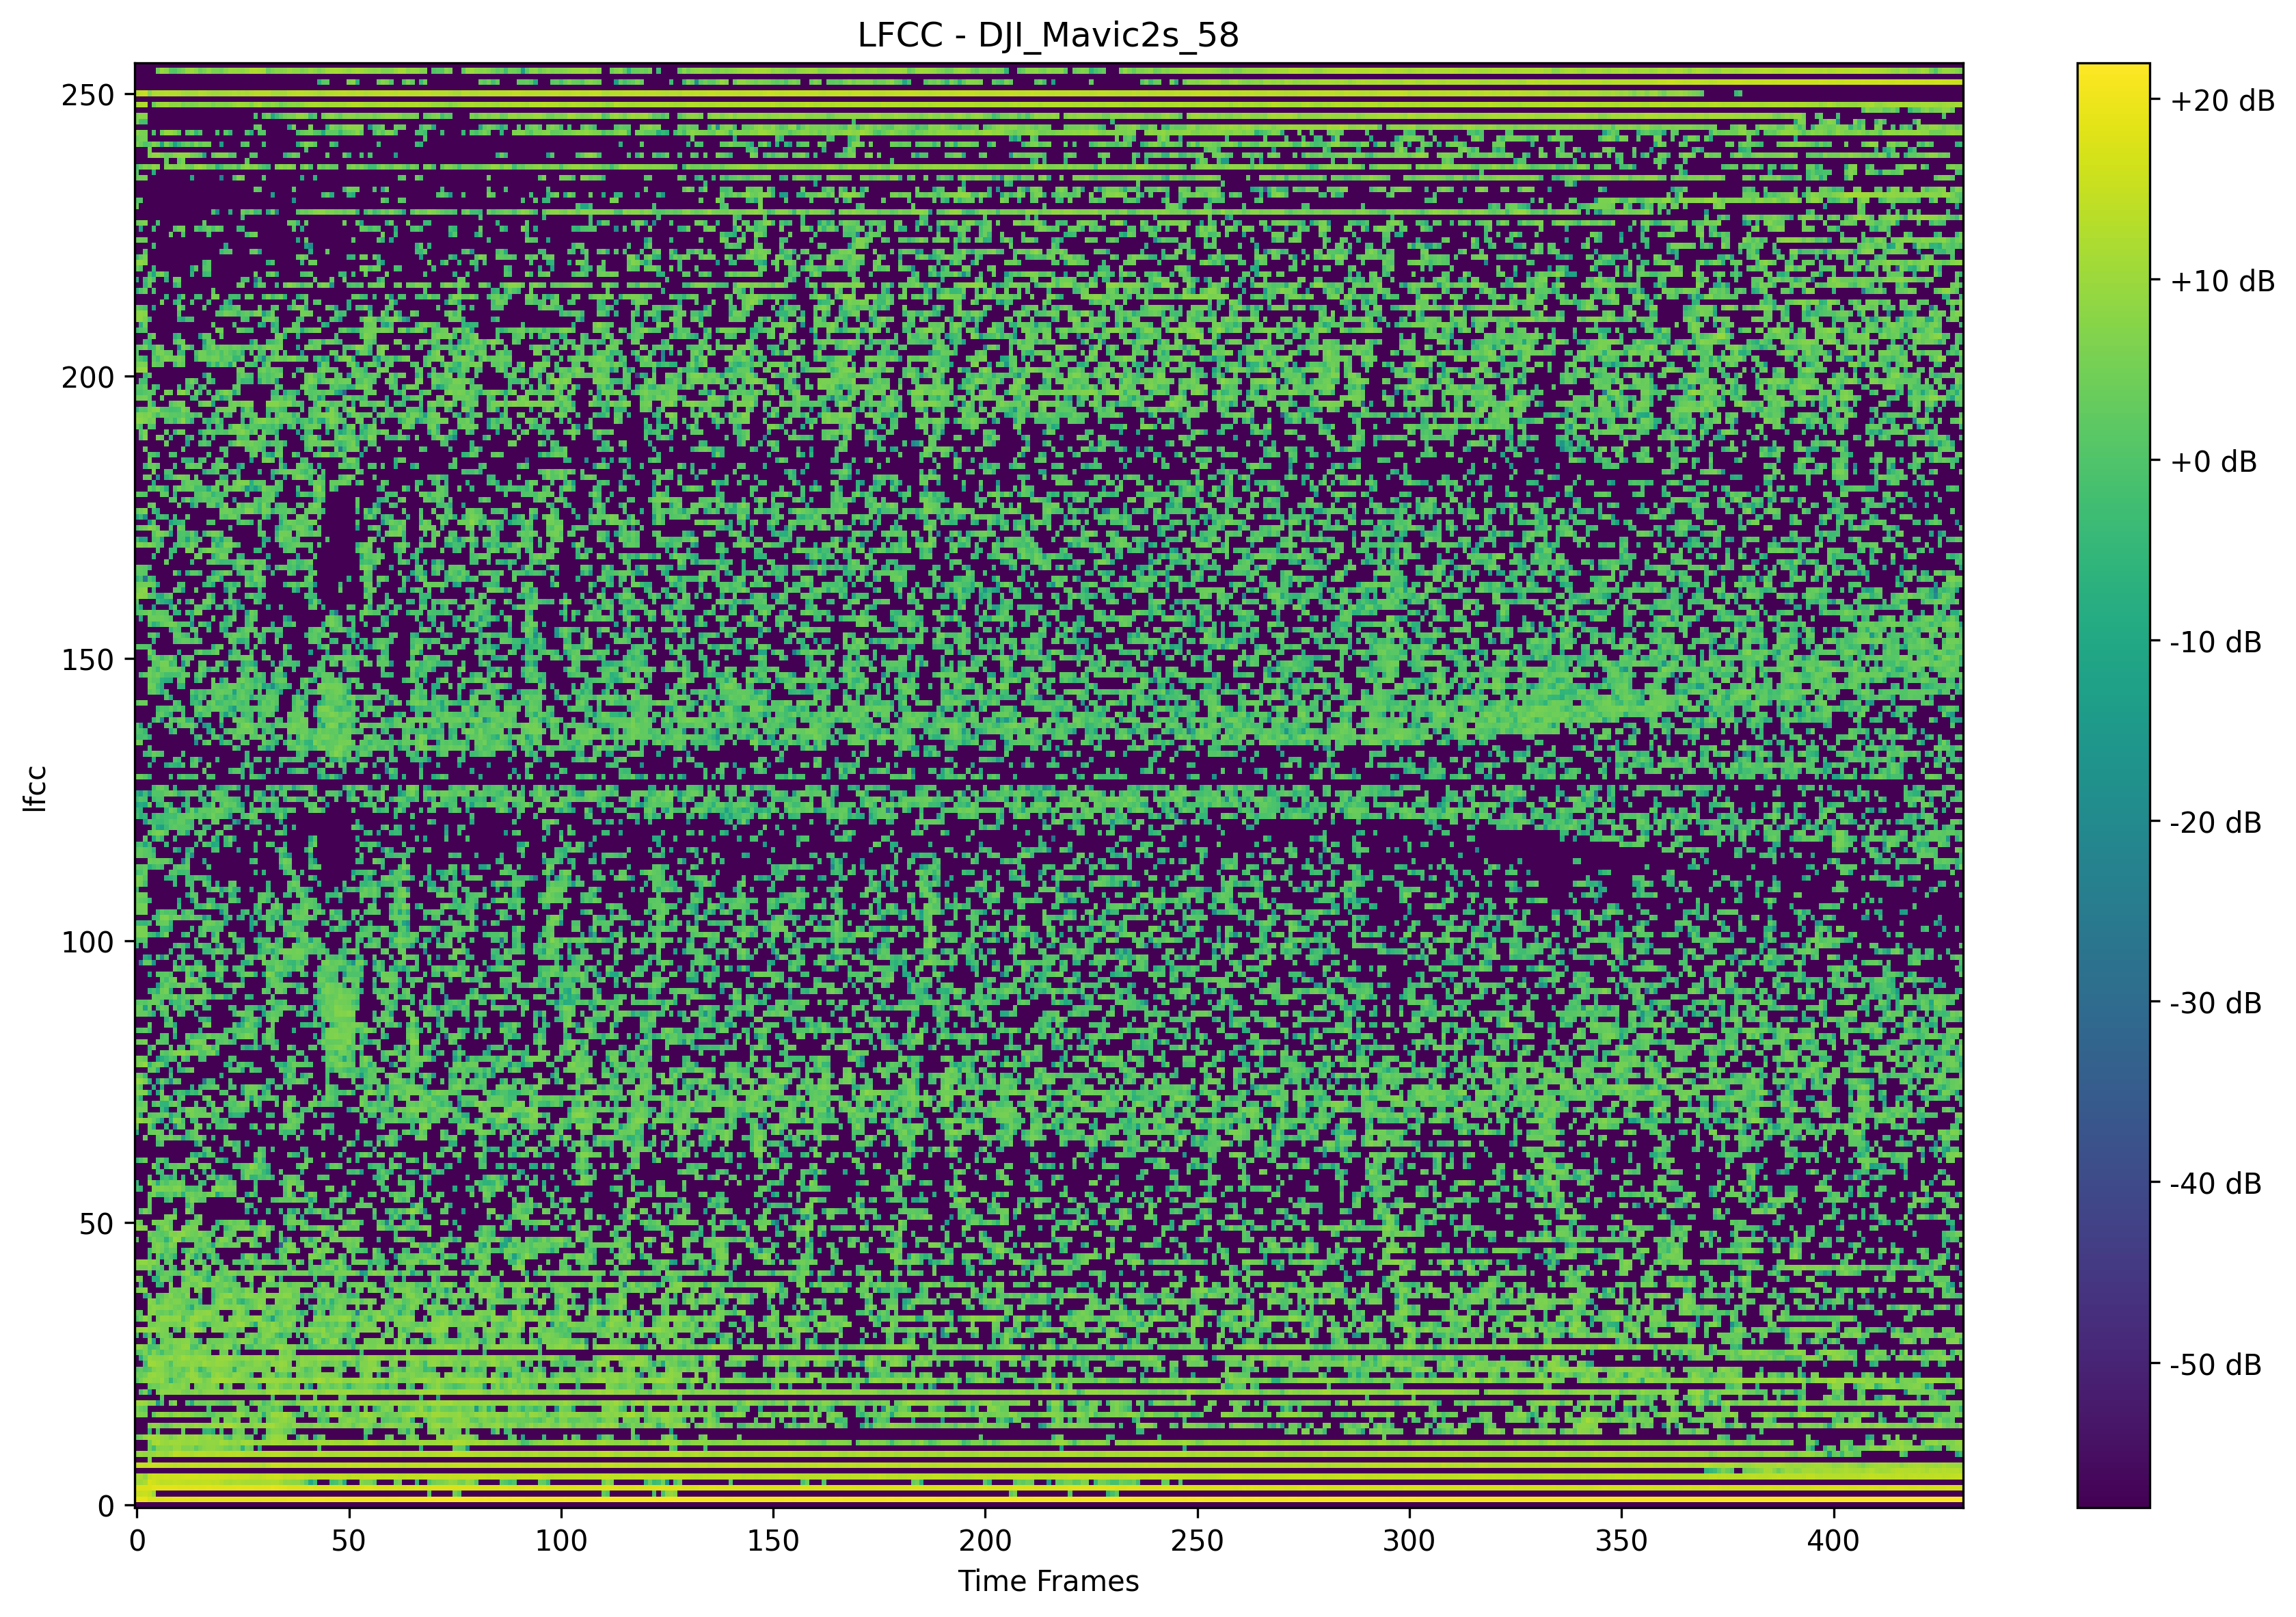 LFCC - DJI_Mavic2s_58
250
200
150
100
50
0
lfcc
0 50 100 150 200 250 300 350 400
Time Frames
+20 dB
+10 dB
+0 dB
-10 dB
-20 dB
-30 dB
-40 dB
-50 dB